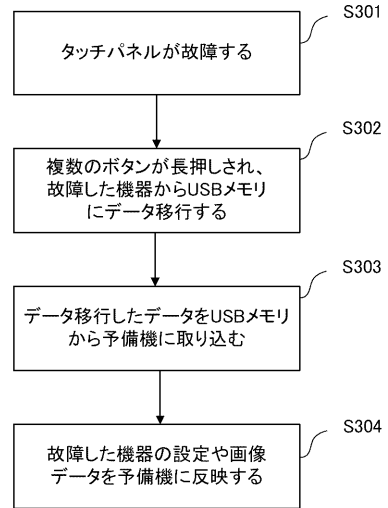 S301
タッチパネルが故障する
S302
複数のボタンが長押しされ、
故障した機器からUSBメモリ
にデータ移行する
S303
データ移行したデータをUSBメモリ
から予備機に取り込む
S304
故障した機器の設定や画像
データを予備機に反映する